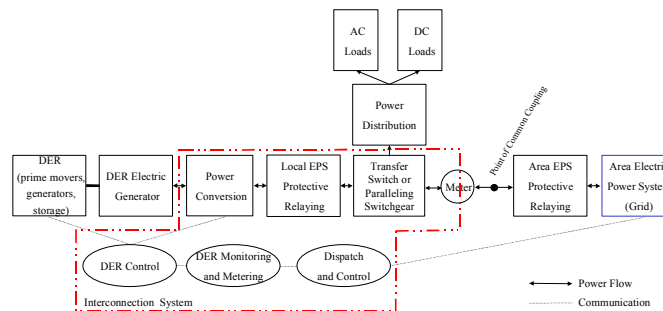 AC
Loads
DC
Loads
Power
Distribution
Point of Common Coupling
DER
(prime movers,
generators,
storage)
DER Electric
Generator
Power
Conversion
Local EPS
Protective
Relaying
Transfer
Switch or
Paralleling
Switchgear
Meter
Area EPS
Protective
Relaying
Area Electric
Power System
(Grid)
DER Control
DER Monitoring
and Metering
Dispatch
and Control
Interconnection System
Power Flow
Communication